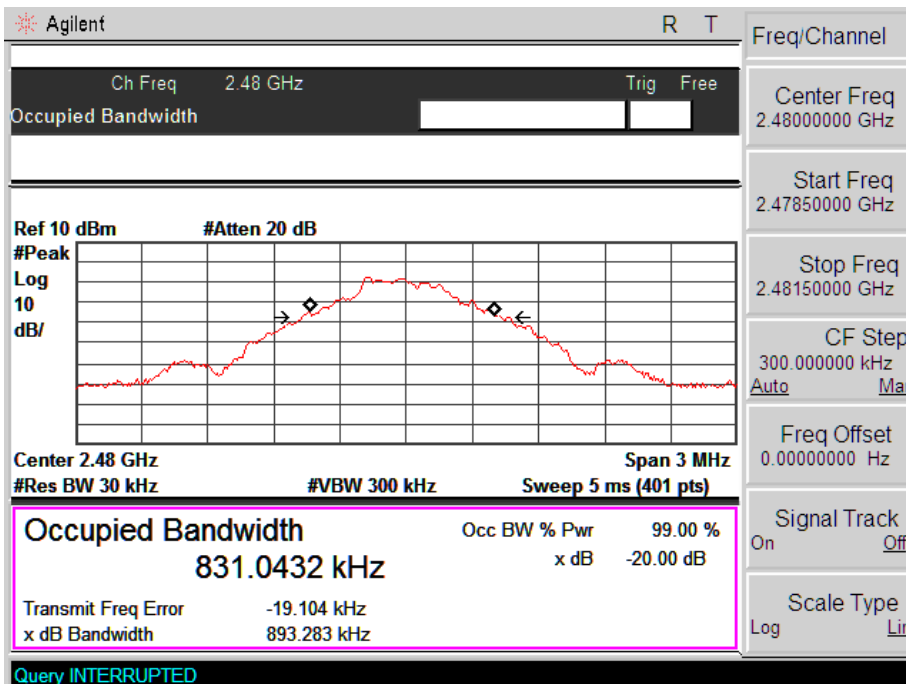 Agilent R T
Ch Freq 2.48 GHz Trig Free
Occupied Bandwidth
Ref 10 dBm #Atten 20 dB
#Peak
Log
10
dB/
Center 2.48 GHz Span 3 MHz
#Res BW 30 kHz #VBW 300 kHz Sweep 5 ms (401 pts)
Occupied Bandwidth
831.0432 kHz
Occ BW % Pwr 99.00 %
x dB -20.00 dB
Transmit Freq Error -19.104 kHz
x dB Bandwidth 893.283 kHz
Query INTERRUPTED
Freq/Channel
Center Freq
2.48000000 GHz
Start Freq
2.47850000 GHz
Stop Freq
2.48150000 GHz
CF Step
300.000000 kHz
Auto Ma
Freq Offset
0.00000000 Hz
Signal Track
On Off
Scale Type
Log Lin